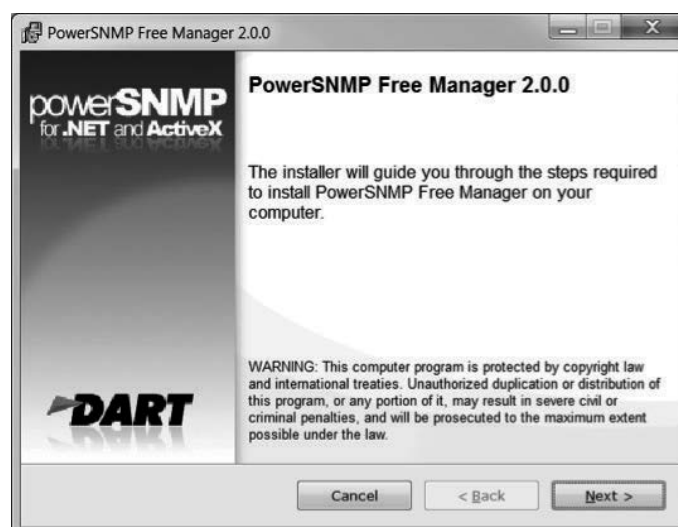 PowerSNMP Free Manager 2.0.0
powerSNMP
for .NET and ActiveX
PowerSNMP Free Manager 2.0.0
The installer will guide you through the steps required
to install PowerSNMP Free Manager on your
computer.
WARNING: This computer program is protected by copyright law
and international treaties. Unauthorized duplication or distribution of
this program, or any portion of it, may result in severe civil or
criminal penalties, and will be prosecuted to the maximum extent
possible under the law.
DART
Cancel
< Back
Next >